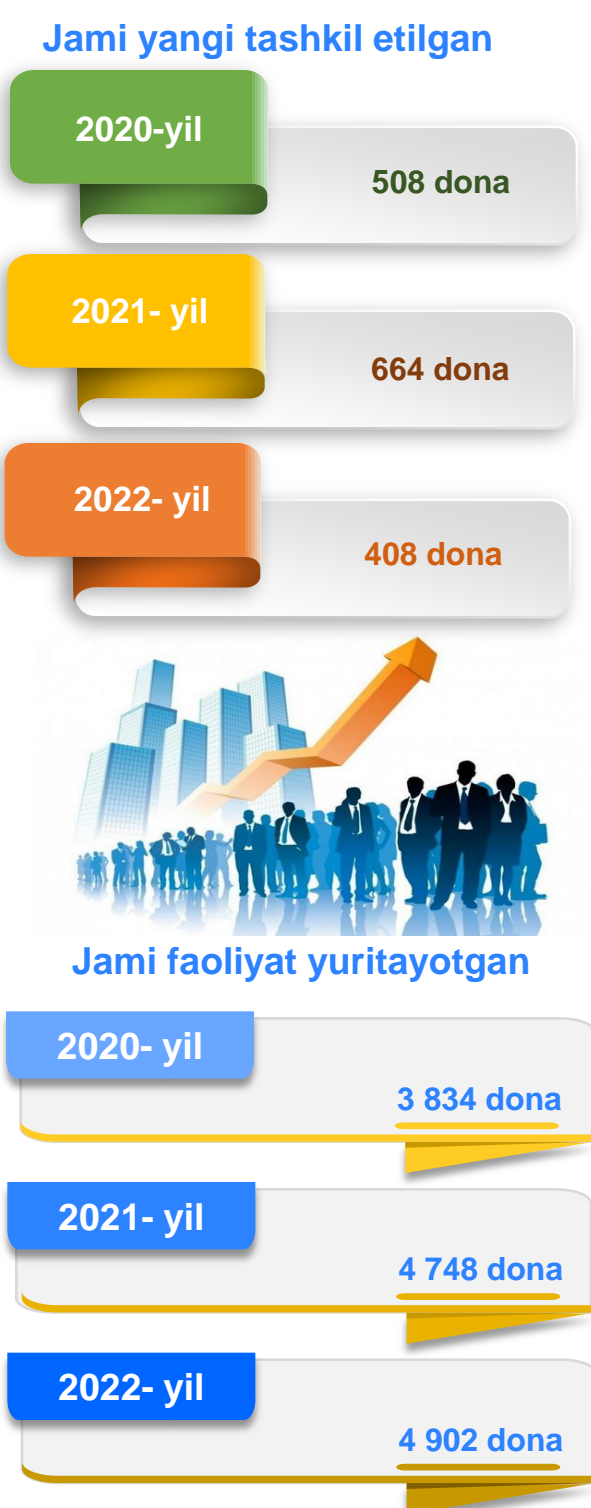 Jami yangi tashkil etilgan
2020-yil
508 dona
2021- yil
664 dona
2022- yil
408 dona
Jami faoliyat yuritayotgan
2020- yil
3 834 dona
2021- yil
4 748 dona
2022- yil
4 902 dona